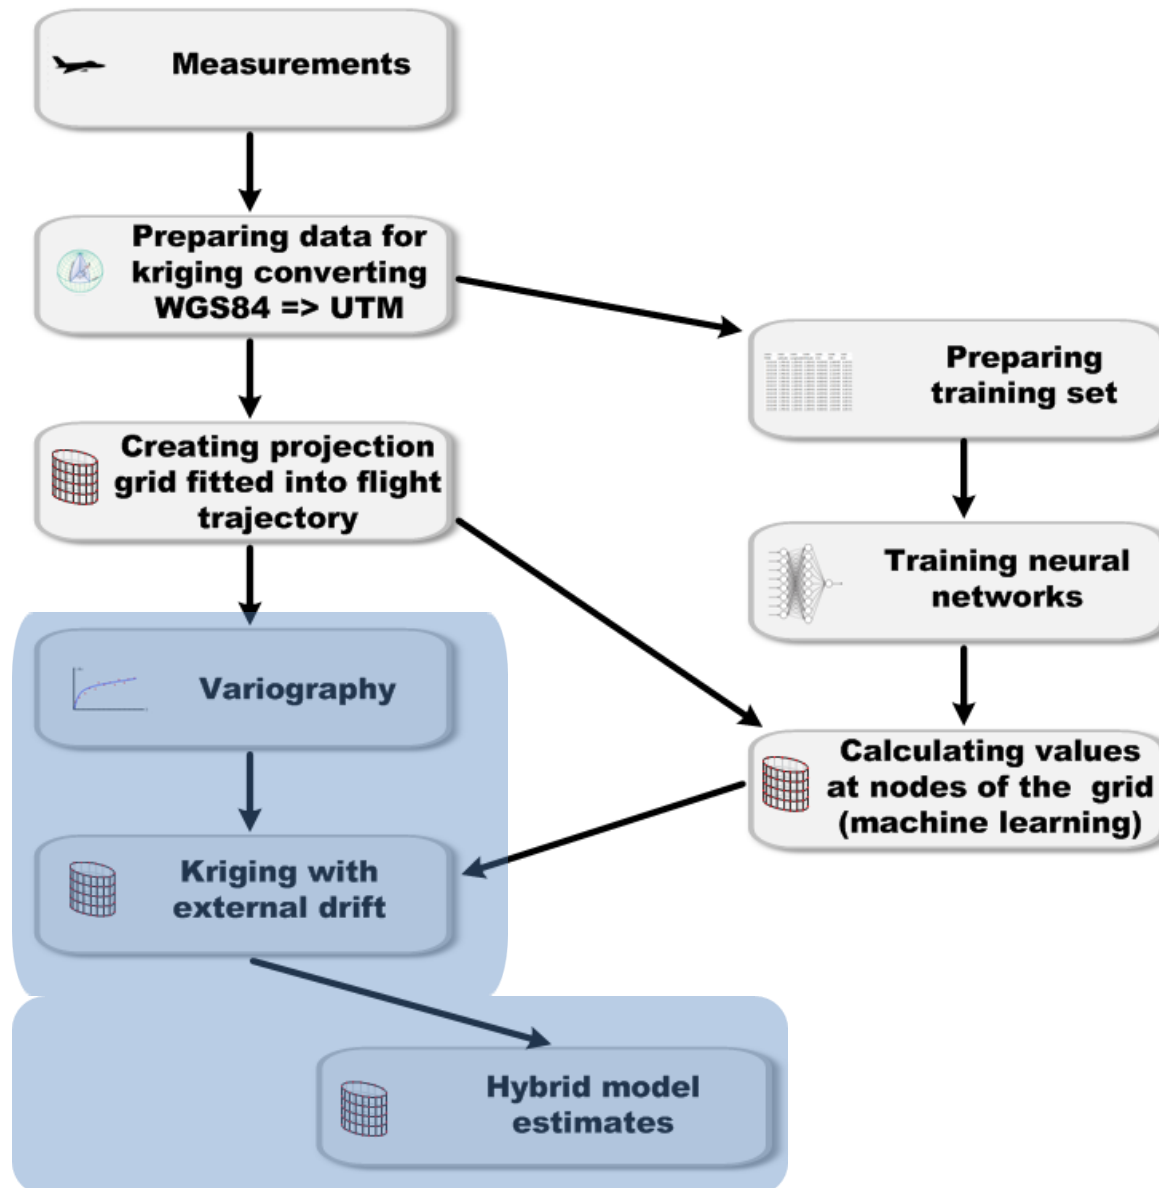 Measurements
Preparing data for
kriging converting
WGS84 => UTM
Preparing
training set
Creating projection
grid fitted into flight
trajectory
Training neural
networks
Variography
Calculating values
at nodes of the grid
(machine learning)
Kriging with
external drift
Hybrid model
estimates